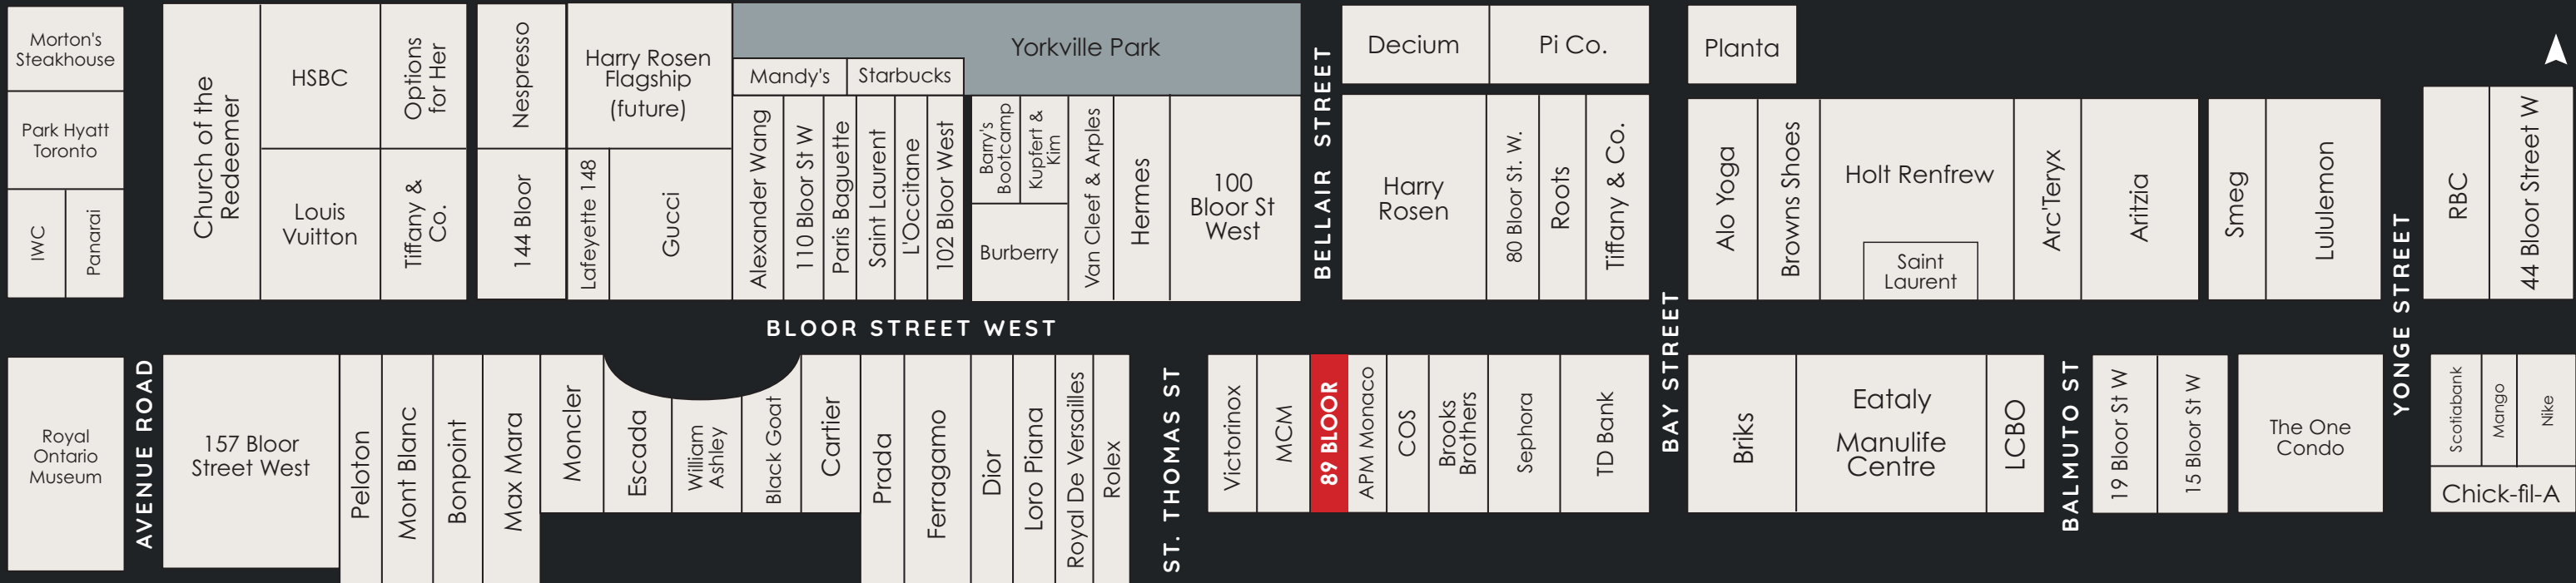 Morton's
Steakhouse
Park Hyatt
Toronto
IWC
Panarai
Church of the
Redeemer
HSBC
Options
for Her
Louis
Vuitton
Tiffany &
Co.
Nespresso
144 Bloor
Harry Rosen
Flagship
(future)
Lafeyette 148
Gucci
Yorkville Park
Mandy's
Starbucks
Alexander Wang
110 Bloor St W
Paris Baguette
Saint Laurent
L'Occitane
102 Bloor West
Barry's
Bootcamp
Kupfert &
Kim
Burberry
Van Cleef & Arples
Hermes
100
Bloor St
West
BELLAIR STREET
Decium
Pi Co.
Harry
Rosen
80 Bloor St. W.
Roots
Tiffany & Co.
Planta
Alo Yoga
Browns Shoes
Holt Renfrew
Saint
Laurent
Arc'Teryx
Aritzia
Smeg
Lululemon
YONGE STREET
RBC
44 Bloor Street W
BLOOR STREET WEST
Royal
Ontario
Museum
AVENUE ROAD
157 Bloor
Street West
Peloton
Mont Blanc
Bonpoint
Max Mara
Moncler
Escada
William
Ashley
Black Goat
Cartier
Prada
Ferragamo
Dior
Loro Piana
Royal De Versailles
Rolex
ST. THOMAS ST
Victorinox
MCM
89 BLOOR
APM Monaco
COS
Brooks
Brothers
Sephora
TD Bank
BAY STREET
Briks
Eataly
Manulife
Centre
LCBO
BALMUTO ST
19 Bloor St W
15 Bloor St W
The One
Condo
Scotiabank
Mango
Nike
Chick-fil-A